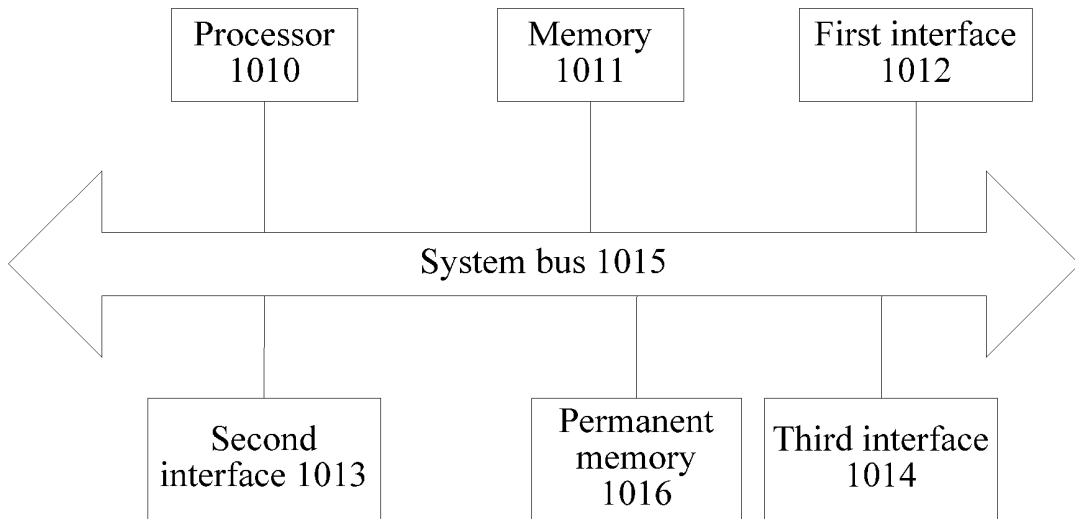 Processor
1010
Memory
1011
First interface
1012
System bus 1015
Second
interface 1013
Permanent
memory
1016
Third interface
1014